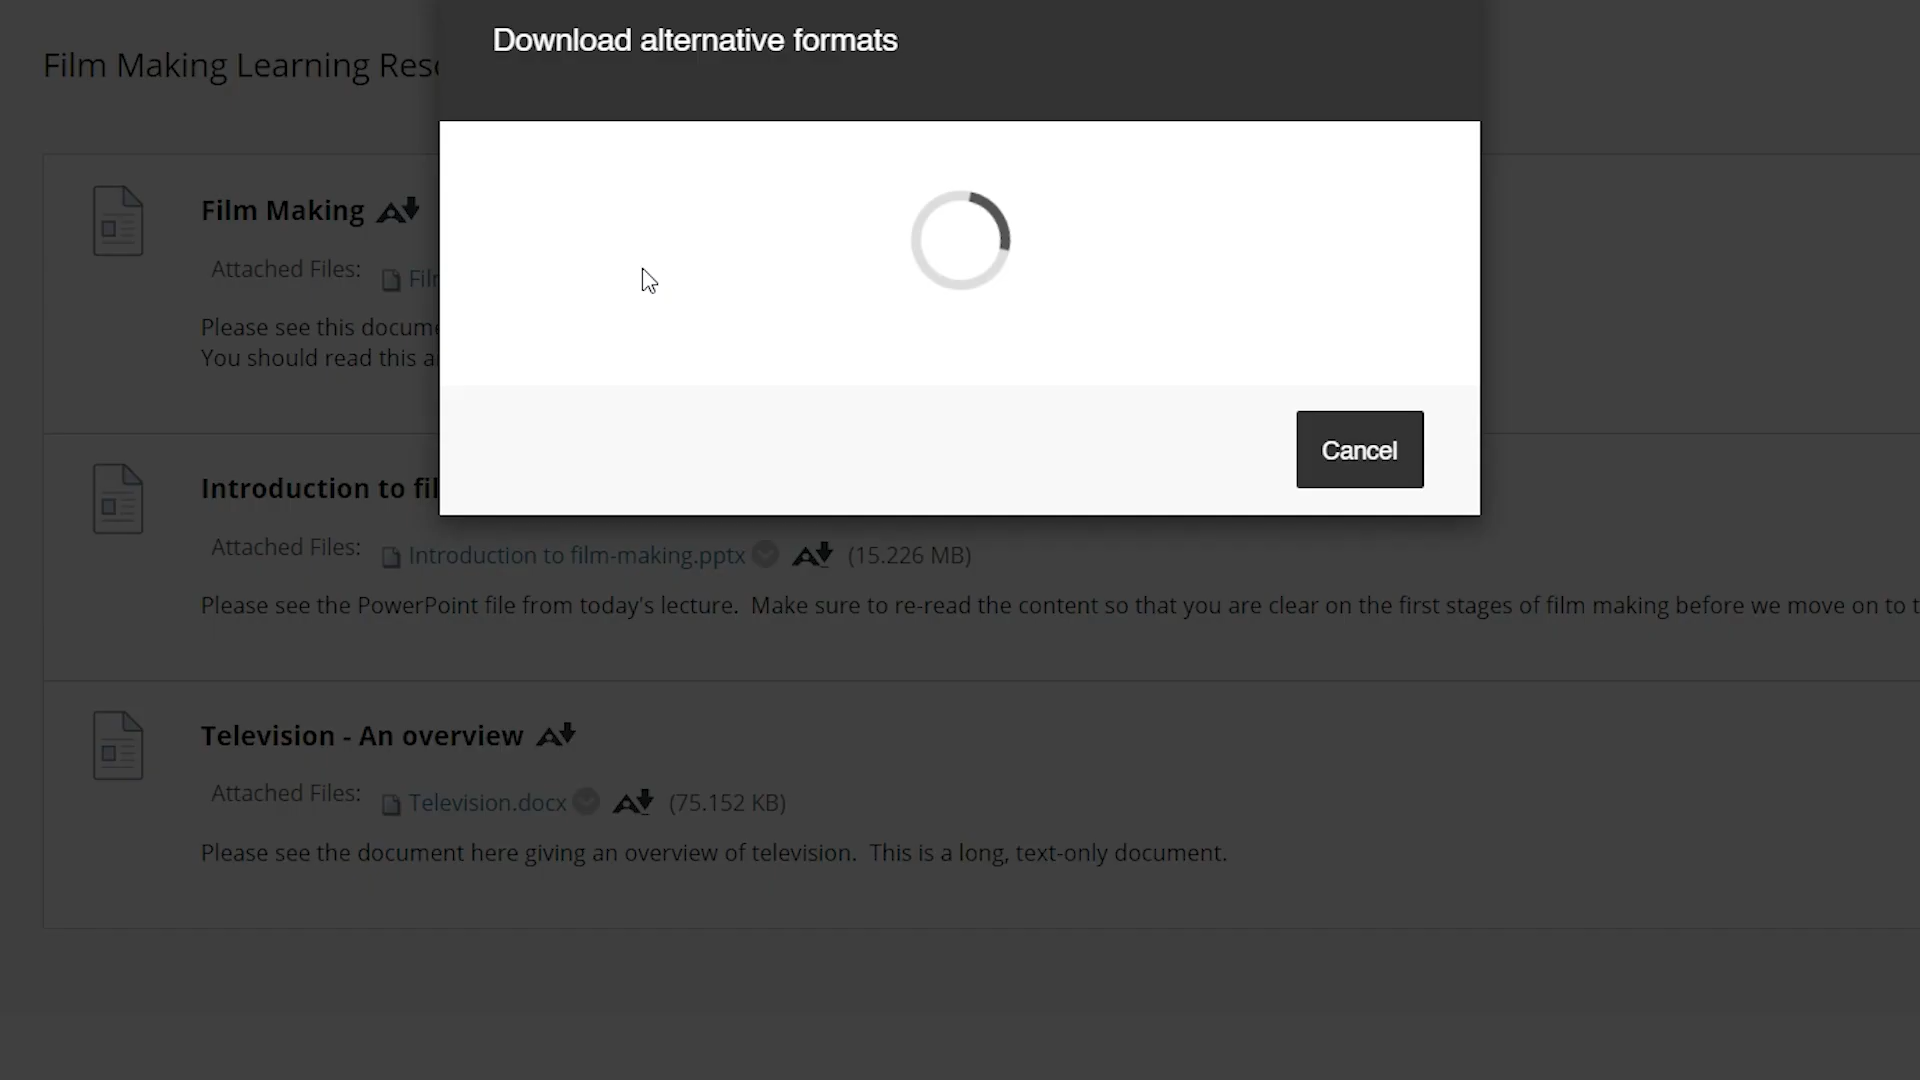 Download alternative formats
Film Making Learning Reso
Film Making
Attached Files: Fil
Please see this docume
You should read this a
Cancel
Introduction to fil
Attached Files: Introduction to film-making.pptx (15.226 MB)
Please see the PowerPoint file from today's lecture. Make sure to re-read the content so that you are clear on the first stages of film making before we move on to t
Television - An overview
Attached Files: Television.docx (75.152 KB)
Please see the document here giving an overview of television. This is a long, text-only document.